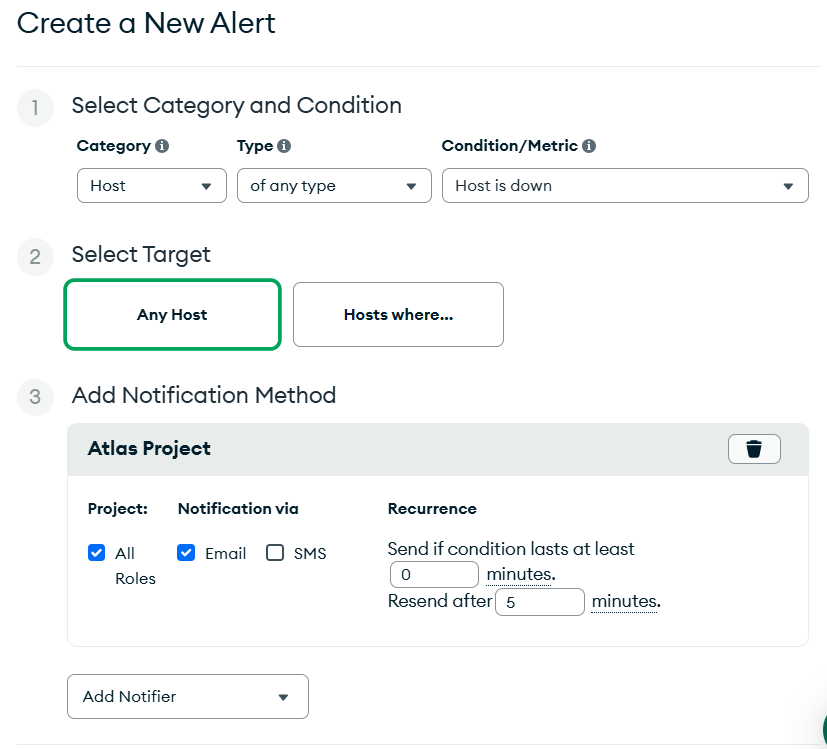 Create a New Alert
1 Select Category and Condition
Category Type Condition/Metric
Host of any type Host is down
2 Select Target
Any Host Hosts where...
3 Add Notification Method
Atlas Project
Project: Notification via Recurrence
All Email SMS Send if condition lasts at least
Roles 0 minutes.
Resend after 5 minutes.
Add Notifier